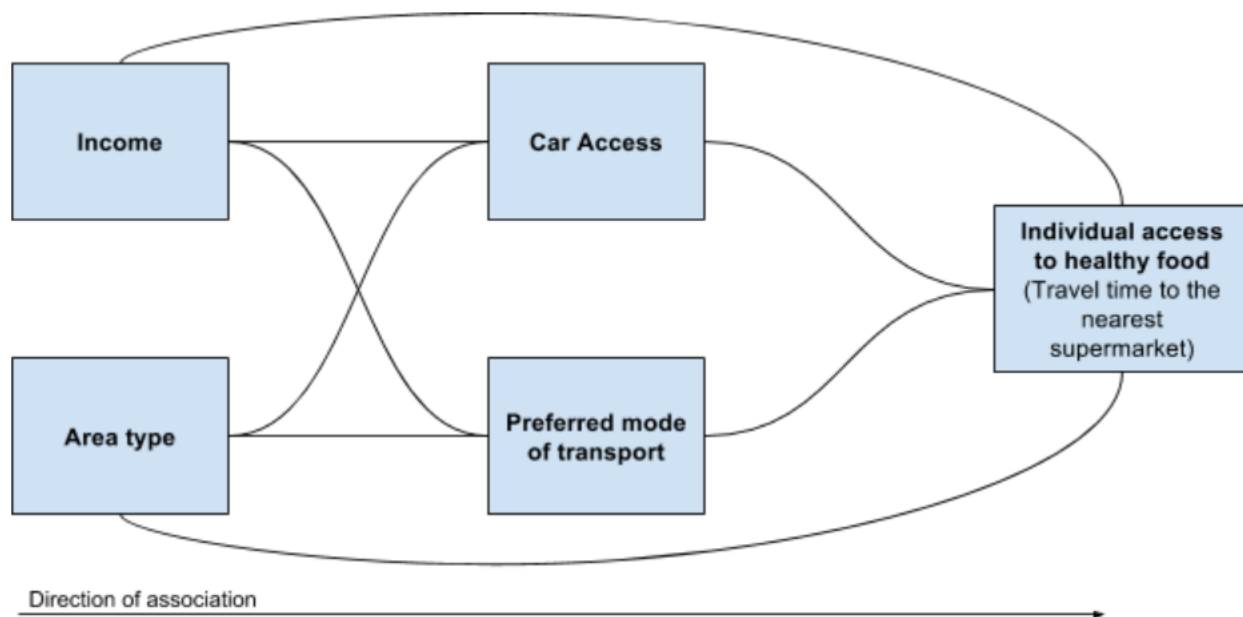 Income
Car Access
Individual access
to healthy food
(Travel time to the
nearest
supermarket)
Area type
Preferred mode
of transport
Direction of association